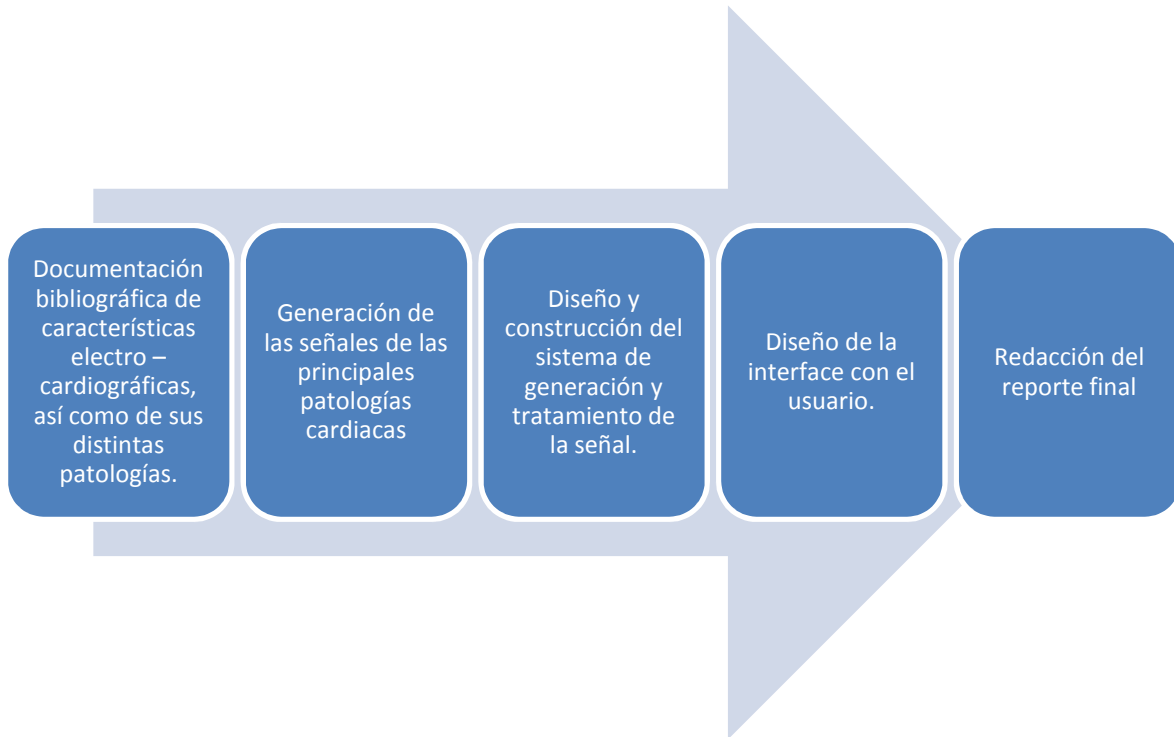 Documentación
bibliográfica de
características
electro –
cardiográficas,
así como de sus
distintas
patologías.
Generación de
las señales de las
principales
patologías
cardiacas
Diseño y
construcción del
sistema de
generación y
tratamiento de
la señal.
Diseño de la
interface con el
usuario.
Redacción del
reporte final